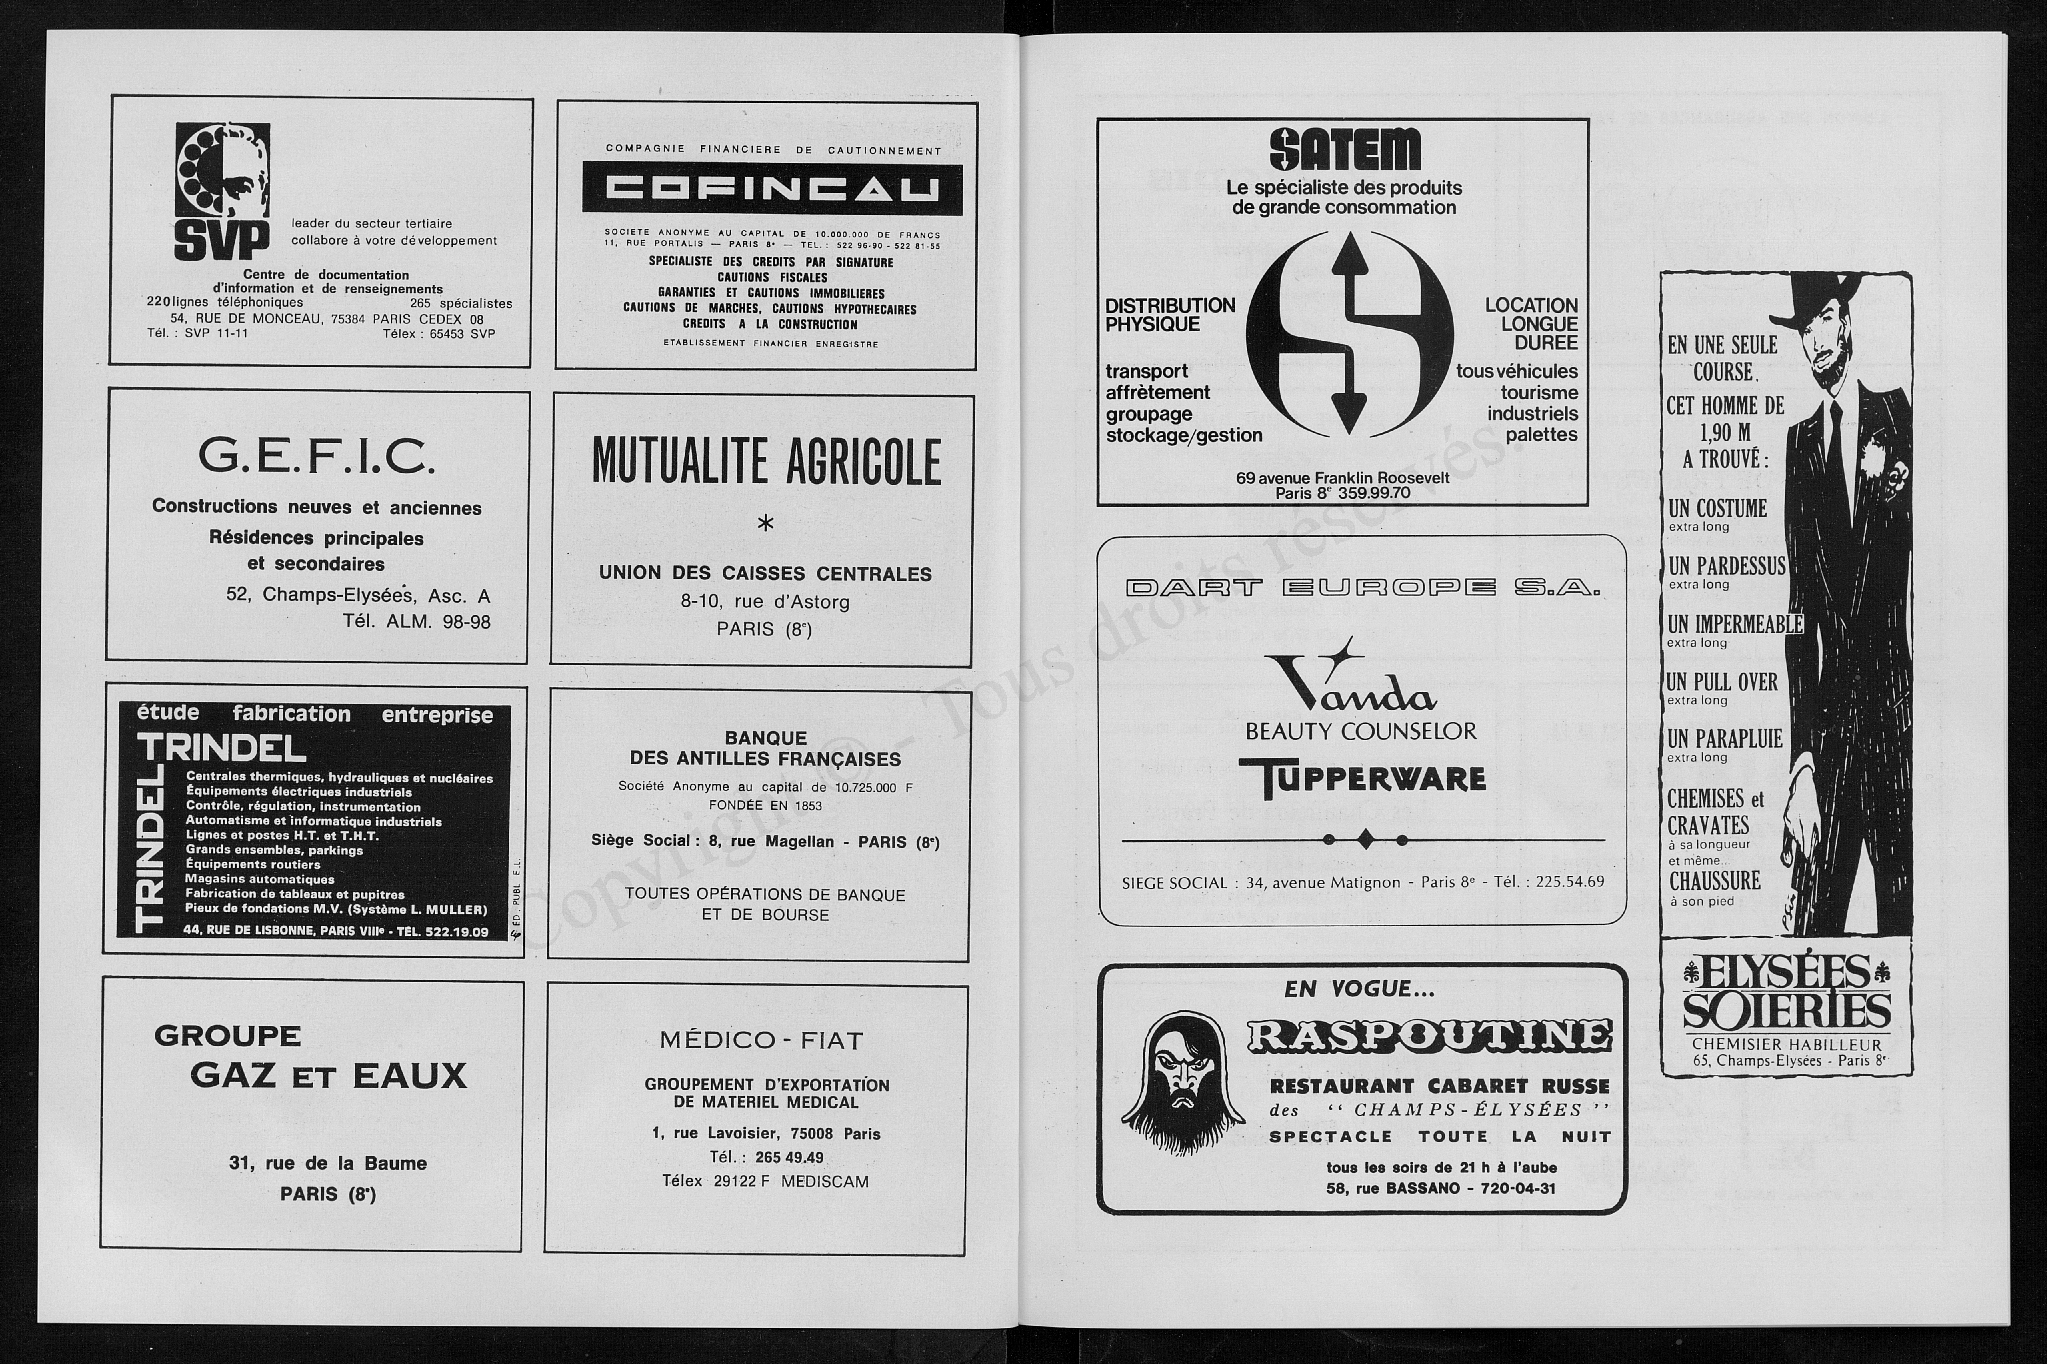 SVP
leader du secteur tertiaire
collabore à votre développement
Centre de documentation
d'information et de renseignements
220 lignes téléphoniques 265 spécialistes
54, RUE DE MONCEAU, 75384 PARIS CEDEX 08
Tél. : SVP 11-11 Télex : 65453 SVP
COMPAGNIE FINANCIERE DE CAUTIONNEMENT
COFINCAU
SOCIETE ANONYME AU CAPITAL DE 10.000.000 DE FRANCS
11, RUE PORTALIS — PARIS 8e — TEL. : 522 96-90 - 522 81-55
SPECIALISTE DES CREDITS PAR SIGNATURE
CAUTIONS FISCALES
GARANTIES ET CAUTIONS IMMOBILIERES
CAUTIONS DE MARCHES, CAUTIONS HYPOTHECAIRES
CREDITS A LA CONSTRUCTION
ETABLISSEMENT FINANCIER ENREGISTRE
G.E.F.I.C.
Constructions neuves et anciennes
Résidences principales
et secondaires
52, Champs-Elysées, Asc. A
Tél. ALM. 98-98
MUTUALITE AGRICOLE
*
UNION DES CAISSES CENTRALES
8-10, rue d'Astorg
PARIS (8e)
étude fabrication entreprise
TRINDEL
TRINDEL
Centrales thermiques, hydrauliques et nucléaires
Équipements électriques industriels
Contrôle, régulation, instrumentation
Automatisme et informatique industriels
Lignes et postes H.T. et T.H.T.
Grands ensembles, parkings
Équipements routiers
Magasins automatiques
Fabrication de tableaux et pupitres
Pieux de fondations M.V. (Système L. MULLER)
44, RUE DE LISBONNE, PARIS VIIIe - TÉL. 522.19.09
ÉD. PUBL. E.L.
BANQUE
DES ANTILLES FRANÇAISES
Société Anonyme au capital de 10.725.000 F
FONDÉE EN 1853
Siège Social : 8, rue Magellan - PARIS (8e)
TOUTES OPÉRATIONS DE BANQUE
ET DE BOURSE
GROUPE
GAZ ET EAUX
31, rue de la Baume
PARIS (8e)
MÉDICO - FIAT
GROUPEMENT D'EXPORTATION
DE MATERIEL MEDICAL
1, rue Lavoisier, 75008 Paris
Tél. : 265 49.49
Télex 29122 F MEDISCAM
SATEM
Le spécialiste des produits
de grande consommation
DISTRIBUTION
PHYSIQUE
transport
affrètement
groupage
stockage/gestion
LOCATION
LONGUE
DUREE
tous véhicules
tourisme
industriels
palettes
69 avenue Franklin Roosevelt
Paris 8e 359.99.70
DART EUROPE S.A.
Vanda
BEAUTY COUNSELOR
TUPPERWARE
SIEGE SOCIAL : 34, avenue Matignon - Paris 8e - Tél. : 225.54.69
EN VOGUE...
RASPOUTINE
RESTAURANT CABARET RUSSE
des “ CHAMPS-ÉLYSÉES ”
SPECTACLE TOUTE LA NUIT
tous les soirs de 21 h à l'aube
58, rue BASSANO - 720-04-31
EN UNE SEULE
COURSE,
CET HOMME DE
1,90 M
A TROUVÉ :
UN COSTUME
extra long
UN PARDESSUS
extra long
UN IMPERMEABLE
extra long
UN PULL OVER
extra long
UN PARAPLUIE
extra long
CHEMISES et
CRAVATES
à sa longueur
et même...
CHAUSSURE
à son pied
ELYSÉES
SOIERIES
CHEMISIER HABILLEUR
65, Champs-Elysées - Paris 8e
Copyright © - Tous droits réservés.